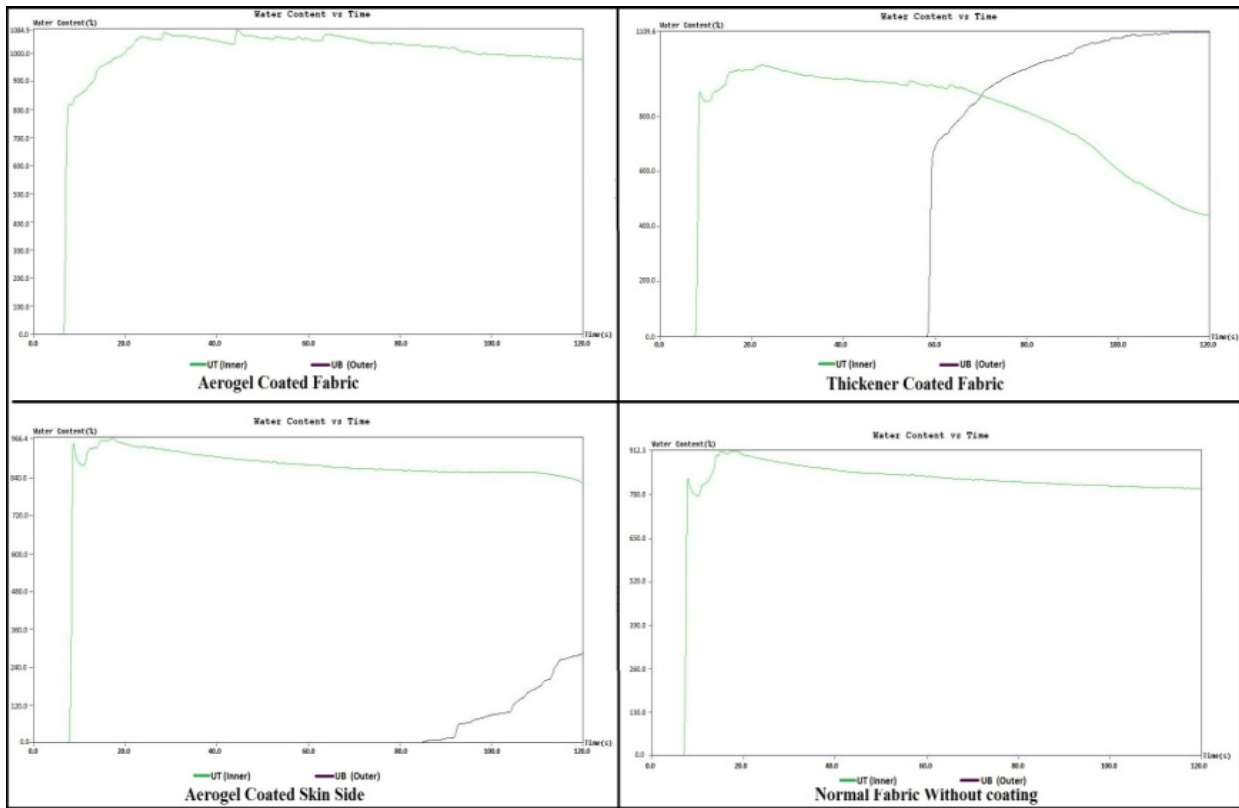 Water Content vs Time
Water Content(%)
1084.9
1000.0
900.0
800.0
700.0
600.0
500.0
400.0
300.0
200.0
100.0
0.0
0.0 20.0 40.0 60.0 80.0 100.0 120.0
Time(s)
UT (Inner) UB (Outer)
Aerogel Coated Fabric
Water Content vs Time
Water Content(%)
800.0
600.0
400.0
200.0
0.0
0.0 20.0 40.0 60.0 80.0 100.0 120.0
Time(s)
UT (Inner) UB (Outer)
Thickener Coated Fabric
Water Content vs Time
Water Content(%)
966.4
840.0
720.0
600.0
480.0
360.0
240.0
120.0
0.0
0.0 20.0 40.0 60.0 80.0 100.0 120.0
Time(s)
UT (Inner) UB (Outer)
Aerogel Coated Skin Side
Water Content vs Time
Water Content(%)
912.3
780.0
650.0
520.0
390.0
260.0
130.0
0.0
0.0 20.0 40.0 60.0 80.0 100.0 120.0
Time(s)
UT (Inner) UB (Outer)
Normal Fabric Without coating